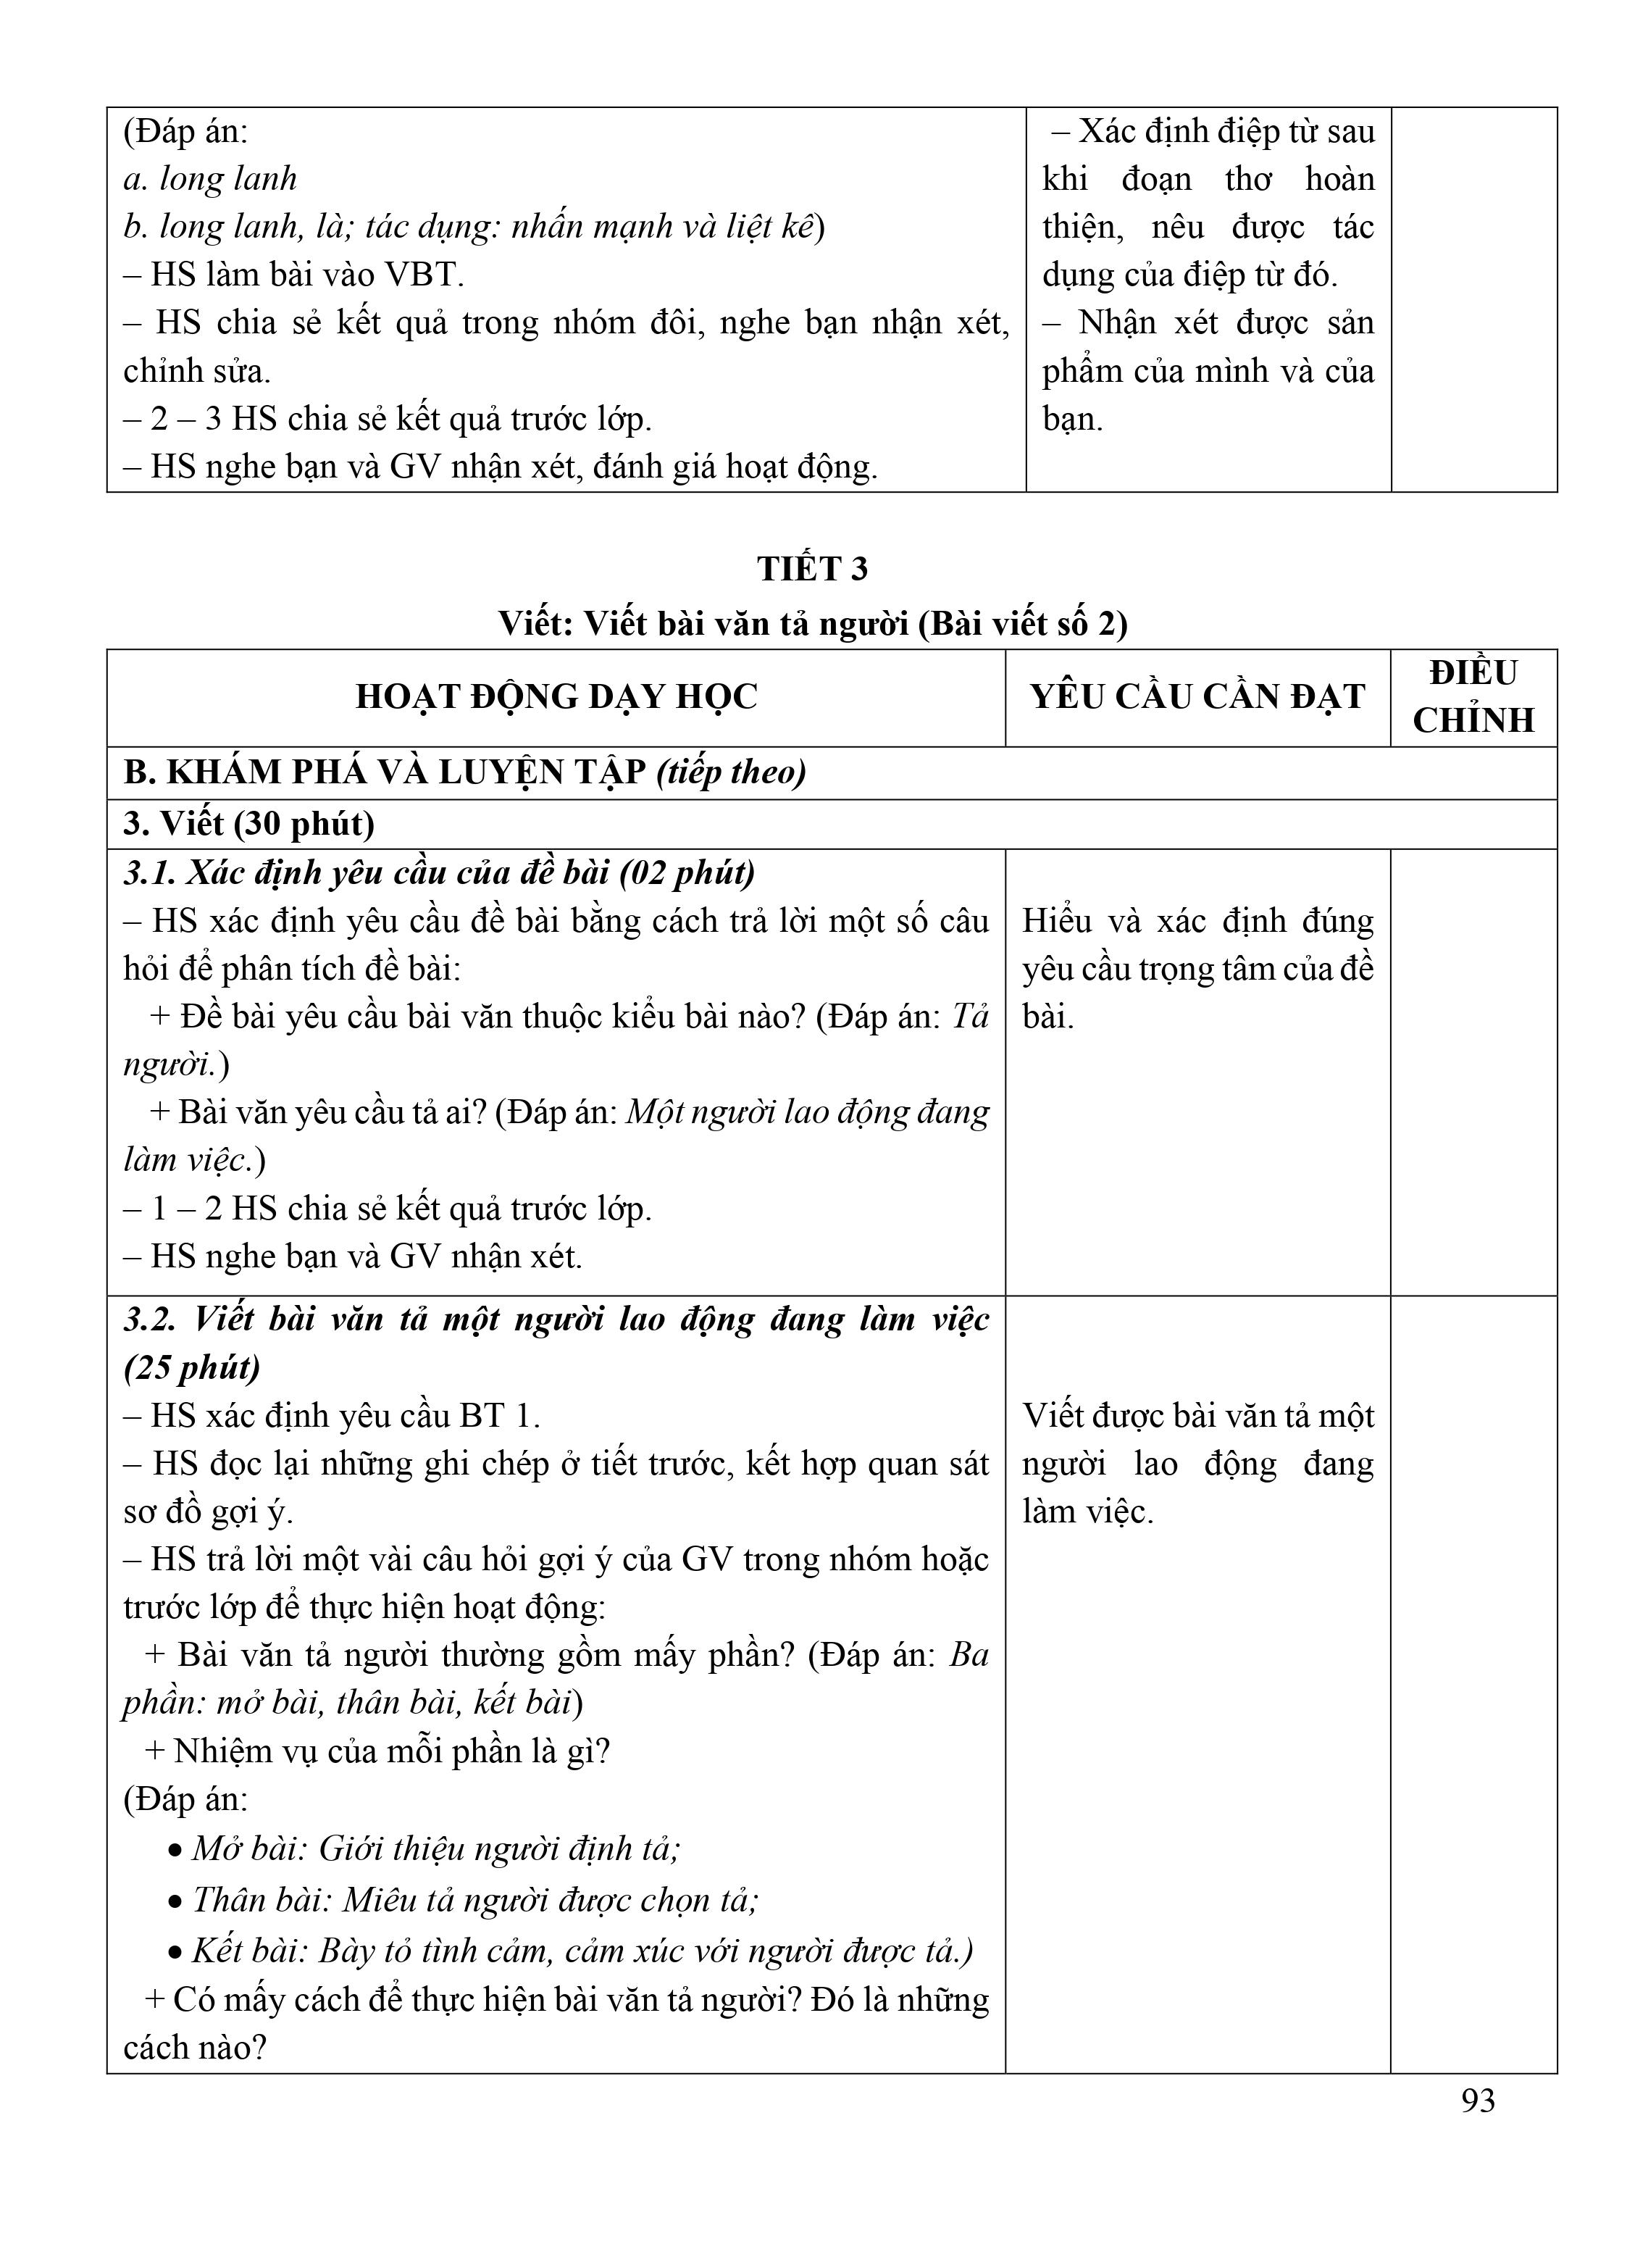 (Đáp án:
a. long lanh
b. long lanh, là; tác dụng: nhấn mạnh và liệt kê)
– HS làm bài vào VBT.
– HS chia sẻ kết quả trong nhóm đôi, nghe bạn nhận xét,
chỉnh sửa.
– 2 – 3 HS chia sẻ kết quả trước lớp.
– HS nghe bạn và GV nhận xét, đánh giá hoạt động.
– Xác định điệp từ sau
khi đoạn thơ hoàn
thiện, nêu được tác
dụng của điệp từ đó.
– Nhận xét được sản
phẩm của mình và của
bạn.
TIẾT 3
Viết: Viết bài văn tả người (Bài viết số 2)
HOẠT ĐỘNG DẠY HỌC
YÊU CẦU CẦN ĐẠT
ĐIỀU
CHỈNH
B. KHÁM PHÁ VÀ LUYỆN TẬP (tiếp theo)
3. Viết (30 phút)
3.1. Xác định yêu cầu của đề bài (02 phút)
– HS xác định yêu cầu đề bài bằng cách trả lời một số câu
hỏi để phân tích đề bài:
+ Đề bài yêu cầu bài văn thuộc kiểu bài nào? (Đáp án: Tả
người.)
+ Bài văn yêu cầu tả ai? (Đáp án: Một người lao động đang
làm việc.)
– 1 – 2 HS chia sẻ kết quả trước lớp.
– HS nghe bạn và GV nhận xét.
Hiểu và xác định đúng
yêu cầu trọng tâm của đề
bài.
3.2. Viết bài văn tả một người lao động đang làm việc
(25 phút)
– HS xác định yêu cầu BT 1.
– HS đọc lại những ghi chép ở tiết trước, kết hợp quan sát
sơ đồ gợi ý.
– HS trả lời một vài câu hỏi gợi ý của GV trong nhóm hoặc
trước lớp để thực hiện hoạt động:
+ Bài văn tả người thường gồm mấy phần? (Đáp án: Ba
phần: mở bài, thân bài, kết bài)
+ Nhiệm vụ của mỗi phần là gì?
(Đáp án:
• Mở bài: Giới thiệu người định tả;
• Thân bài: Miêu tả người được chọn tả;
• Kết bài: Bày tỏ tình cảm, cảm xúc với người được tả.)
+ Có mấy cách để thực hiện bài văn tả người? Đó là những
cách nào?
Viết được bài văn tả một
người lao động đang
làm việc.
93